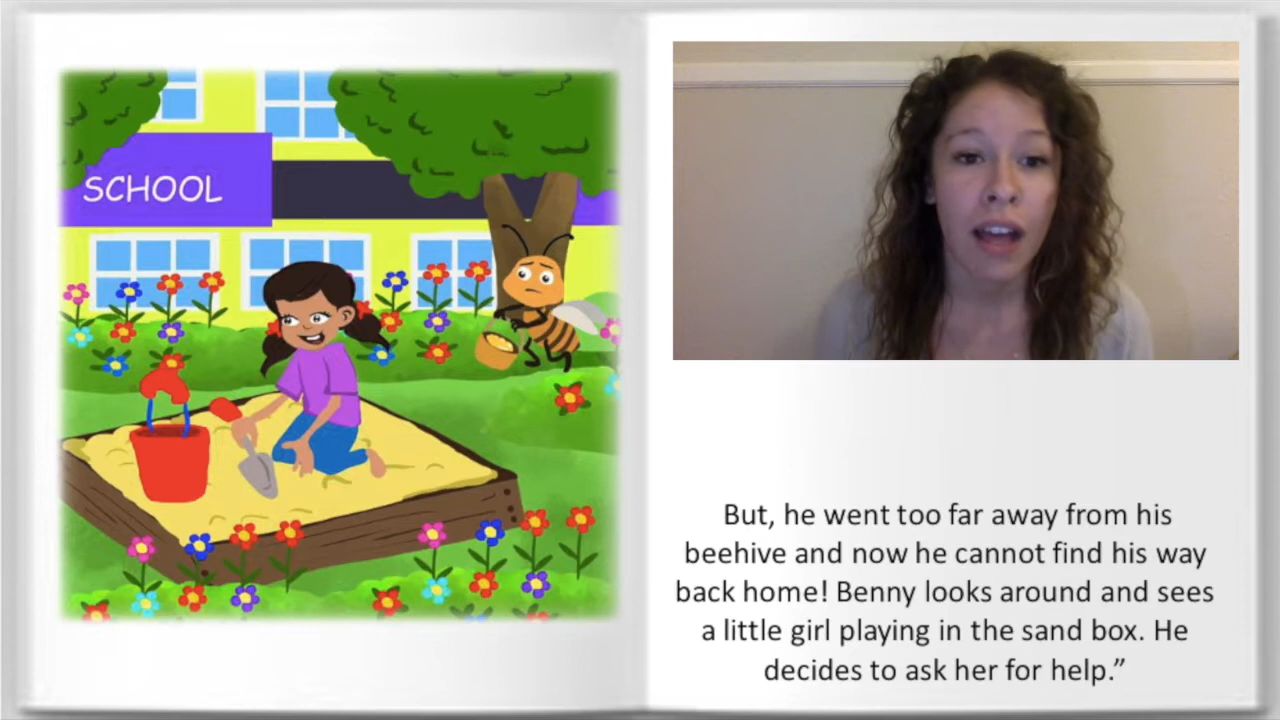 SCHOOL
But, he went too far away from his
beehive and now he cannot find his way
back home! Benny looks around and sees
a little girl playing in the sand box. He
decides to ask her for help.”